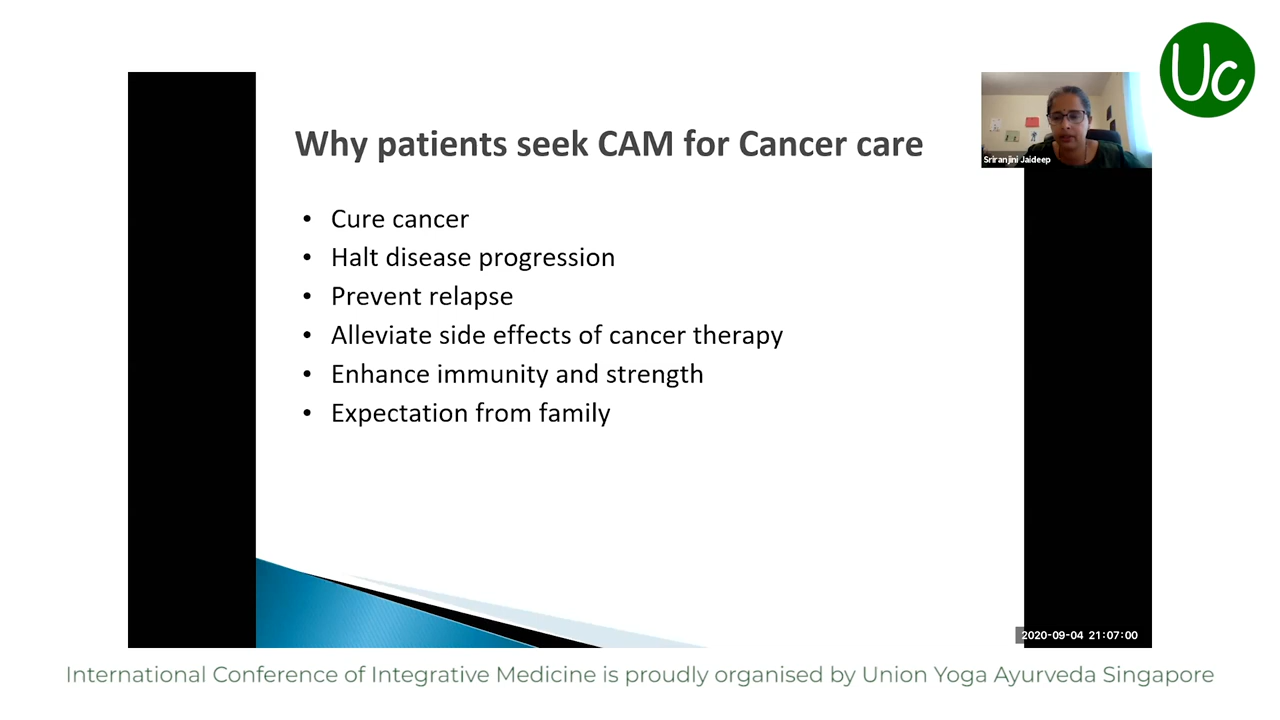 Uc
Why patients seek CAM for Cancer care
Sriranjini Jaideep
• Cure cancer
• Halt disease progression
• Prevent relapse
• Alleviate side effects of cancer therapy
• Enhance immunity and strength
• Expectation from family
2020-09-04 21:07:00
International Conference of Integrative Medicine is proudly organised by Union Yoga Ayurveda Singapore